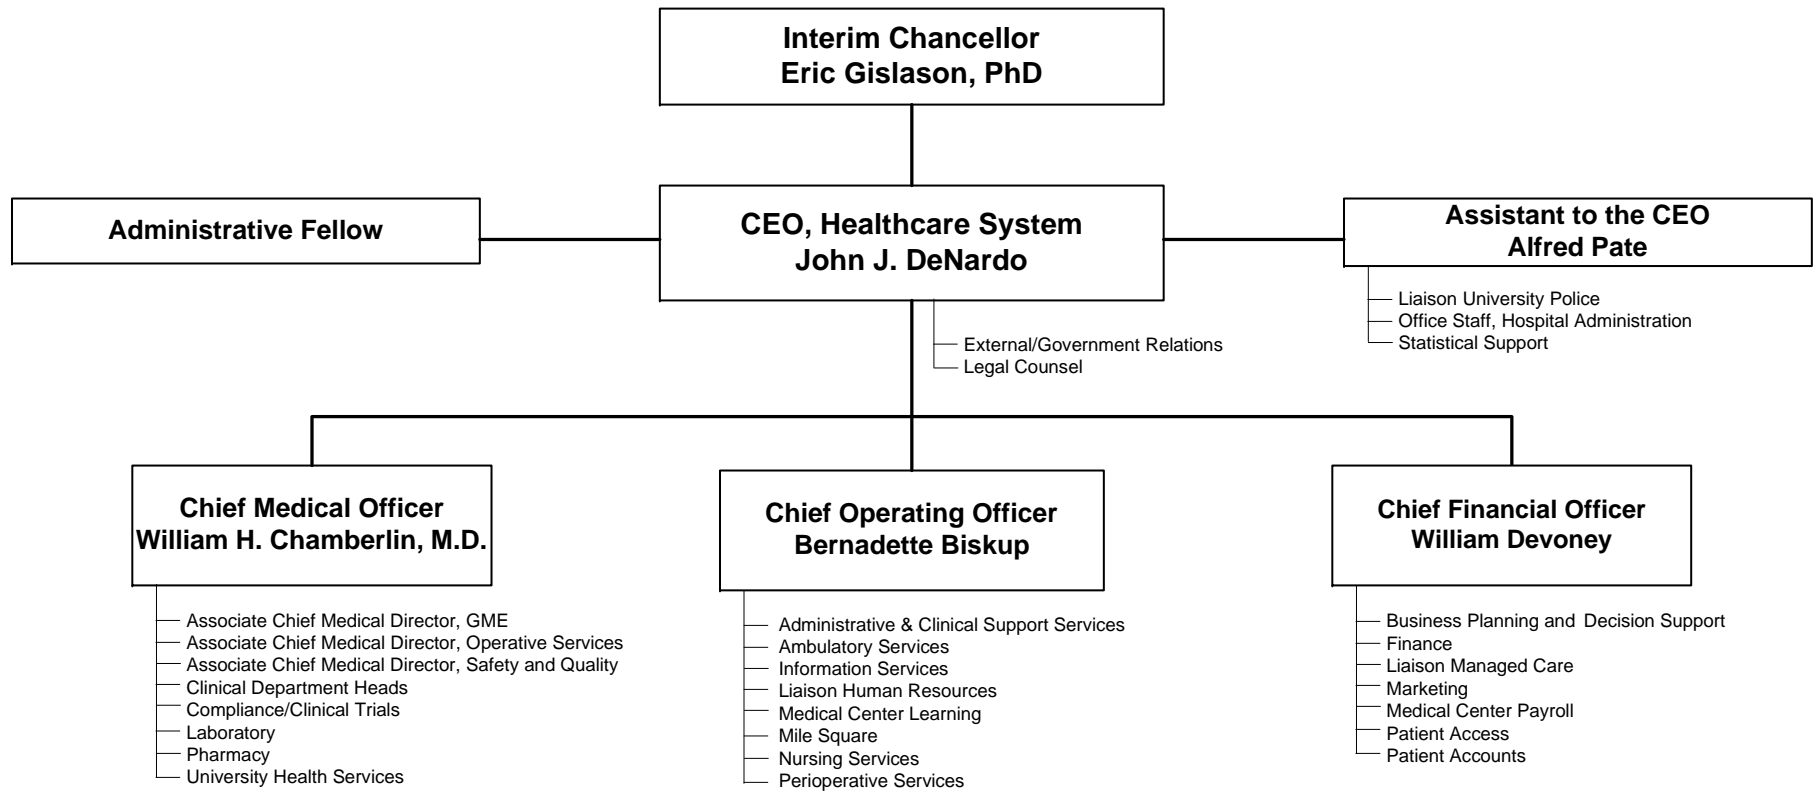 Interim Chancellor
Eric Gislason, PhD
Administrative Fellow
CEO, Healthcare System
John J. DeNardo
Assistant to the CEO
Alfred Pate
Liaison University Police
Office Staff, Hospital Administration
Statistical Support
External/Government Relations
Legal Counsel
Chief Medical Officer
William H. Chamberlin, M.D.
Associate Chief Medical Director, GME
Associate Chief Medical Director, Operative Services
Associate Chief Medical Director, Safety and Quality
Clinical Department Heads
Compliance/Clinical Trials
Laboratory
Pharmacy
University Health Services
Chief Operating Officer
Bernadette Biskup
Administrative & Clinical Support Services
Ambulatory Services
Information Services
Liaison Human Resources
Medical Center Learning
Mile Square
Nursing Services
Perioperative Services
Chief Financial Officer
William Devoney
Business Planning and Decision Support
Finance
Liaison Managed Care
Marketing
Medical Center Payroll
Patient Access
Patient Accounts